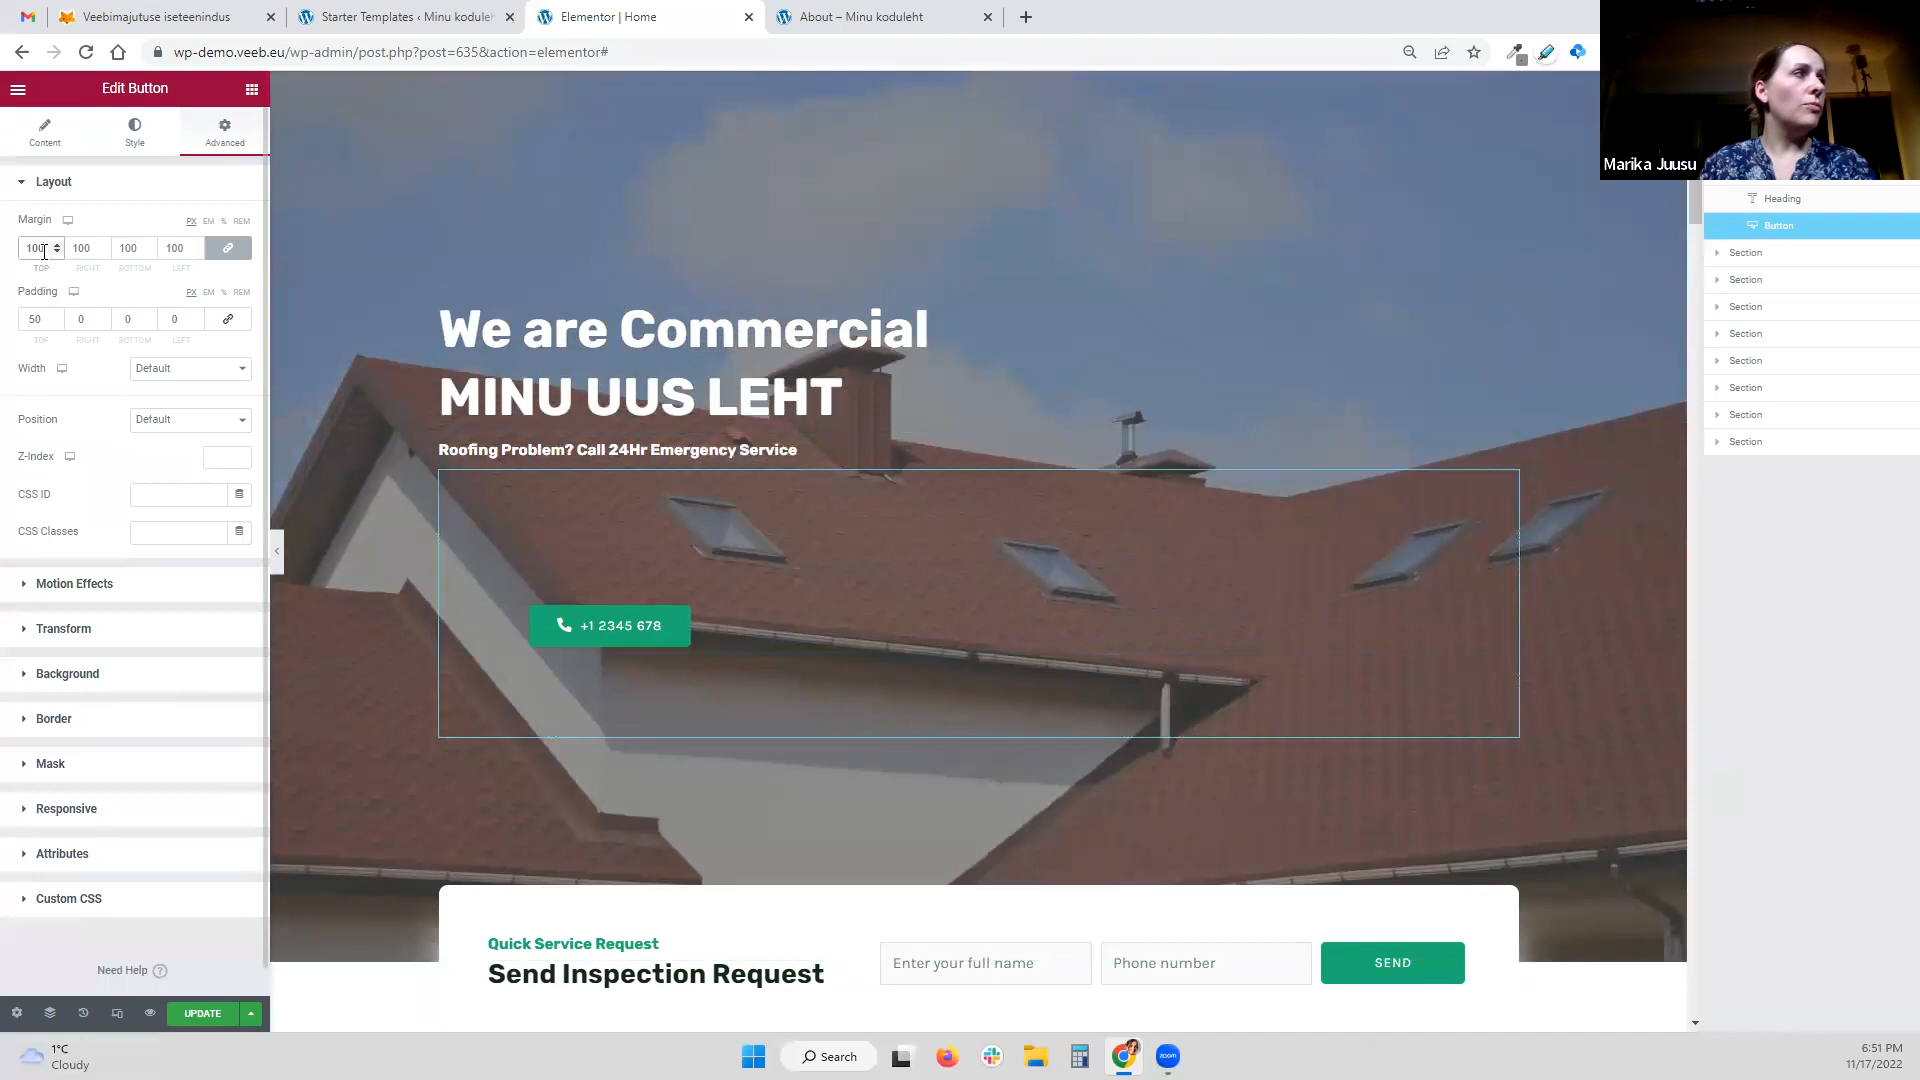 Veebimajutuse iseteenindus
Starter Templates ‹ Minu koduleh
Elementor | Home
About – Minu koduleht
wp-demo.veeb.eu/wp-admin/post.php?post=635&action=elementor#
Marika Juusu
Edit Button
Content
Style
Advanced
Layout
Margin
PX EM % REM
100 100 100 100
TOP RIGHT BOTTOM LEFT
Padding
PX EM % REM
50 0 0 0
TOP RIGHT BOTTOM LEFT
Width
Default
Position
Default
Z-Index
CSS ID
CSS Classes
Motion Effects
Transform
Background
Border
Mask
Responsive
Attributes
Custom CSS
Need Help ?
UPDATE
We are Commercial
MINU UUS LEHT
Roofing Problem? Call 24Hr Emergency Service
+1 2345 678
Quick Service Request
Send Inspection Request
Enter your full name
Phone number
SEND
Heading
Button
Section
Section
Section
Section
Section
Section
Section
Section
1°C
Cloudy
Search
zoom
6:51 PM
11/17/2022